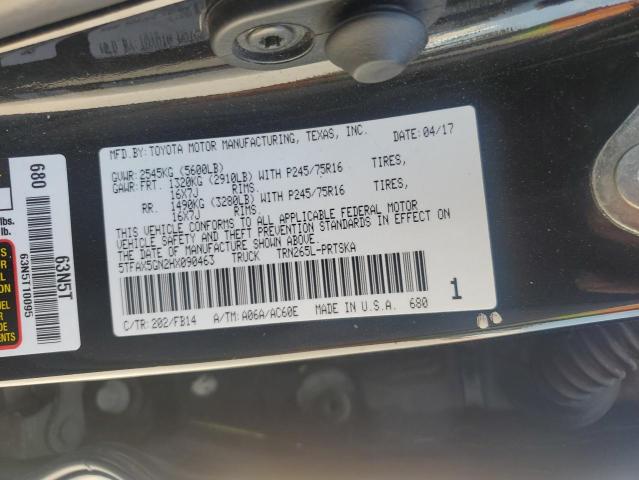 MFD.BY:TOYOTA MOTOR MANUFACTURING, TEXAS, INC. DATE:04/17
GVWR:2545KG (5600LB)
GAWR:FRT. 1320KG (2910LB) WITH P245/75R16 TIRES,
16X7J RIMS.
RR. 1490KG (3280LB) WITH P245/75R16 TIRES,
16X7J RIMS.
THIS VEHICLE CONFORMS TO ALL APPLICABLE FEDERAL MOTOR
VEHICLE SAFETY AND THEFT PREVENTION STANDARDS IN EFFECT ON
THE DATE OF MANUFACTURE SHOWN ABOVE.
5TFAX5GN2HX090463 TRUCK TRN265L-PRTSKA
C/TR:202/FB14 A/TM:A06A/AC60E MADE IN U.S.A. 680 1
680
63N5T
63N5T10095
lbs.
lb.